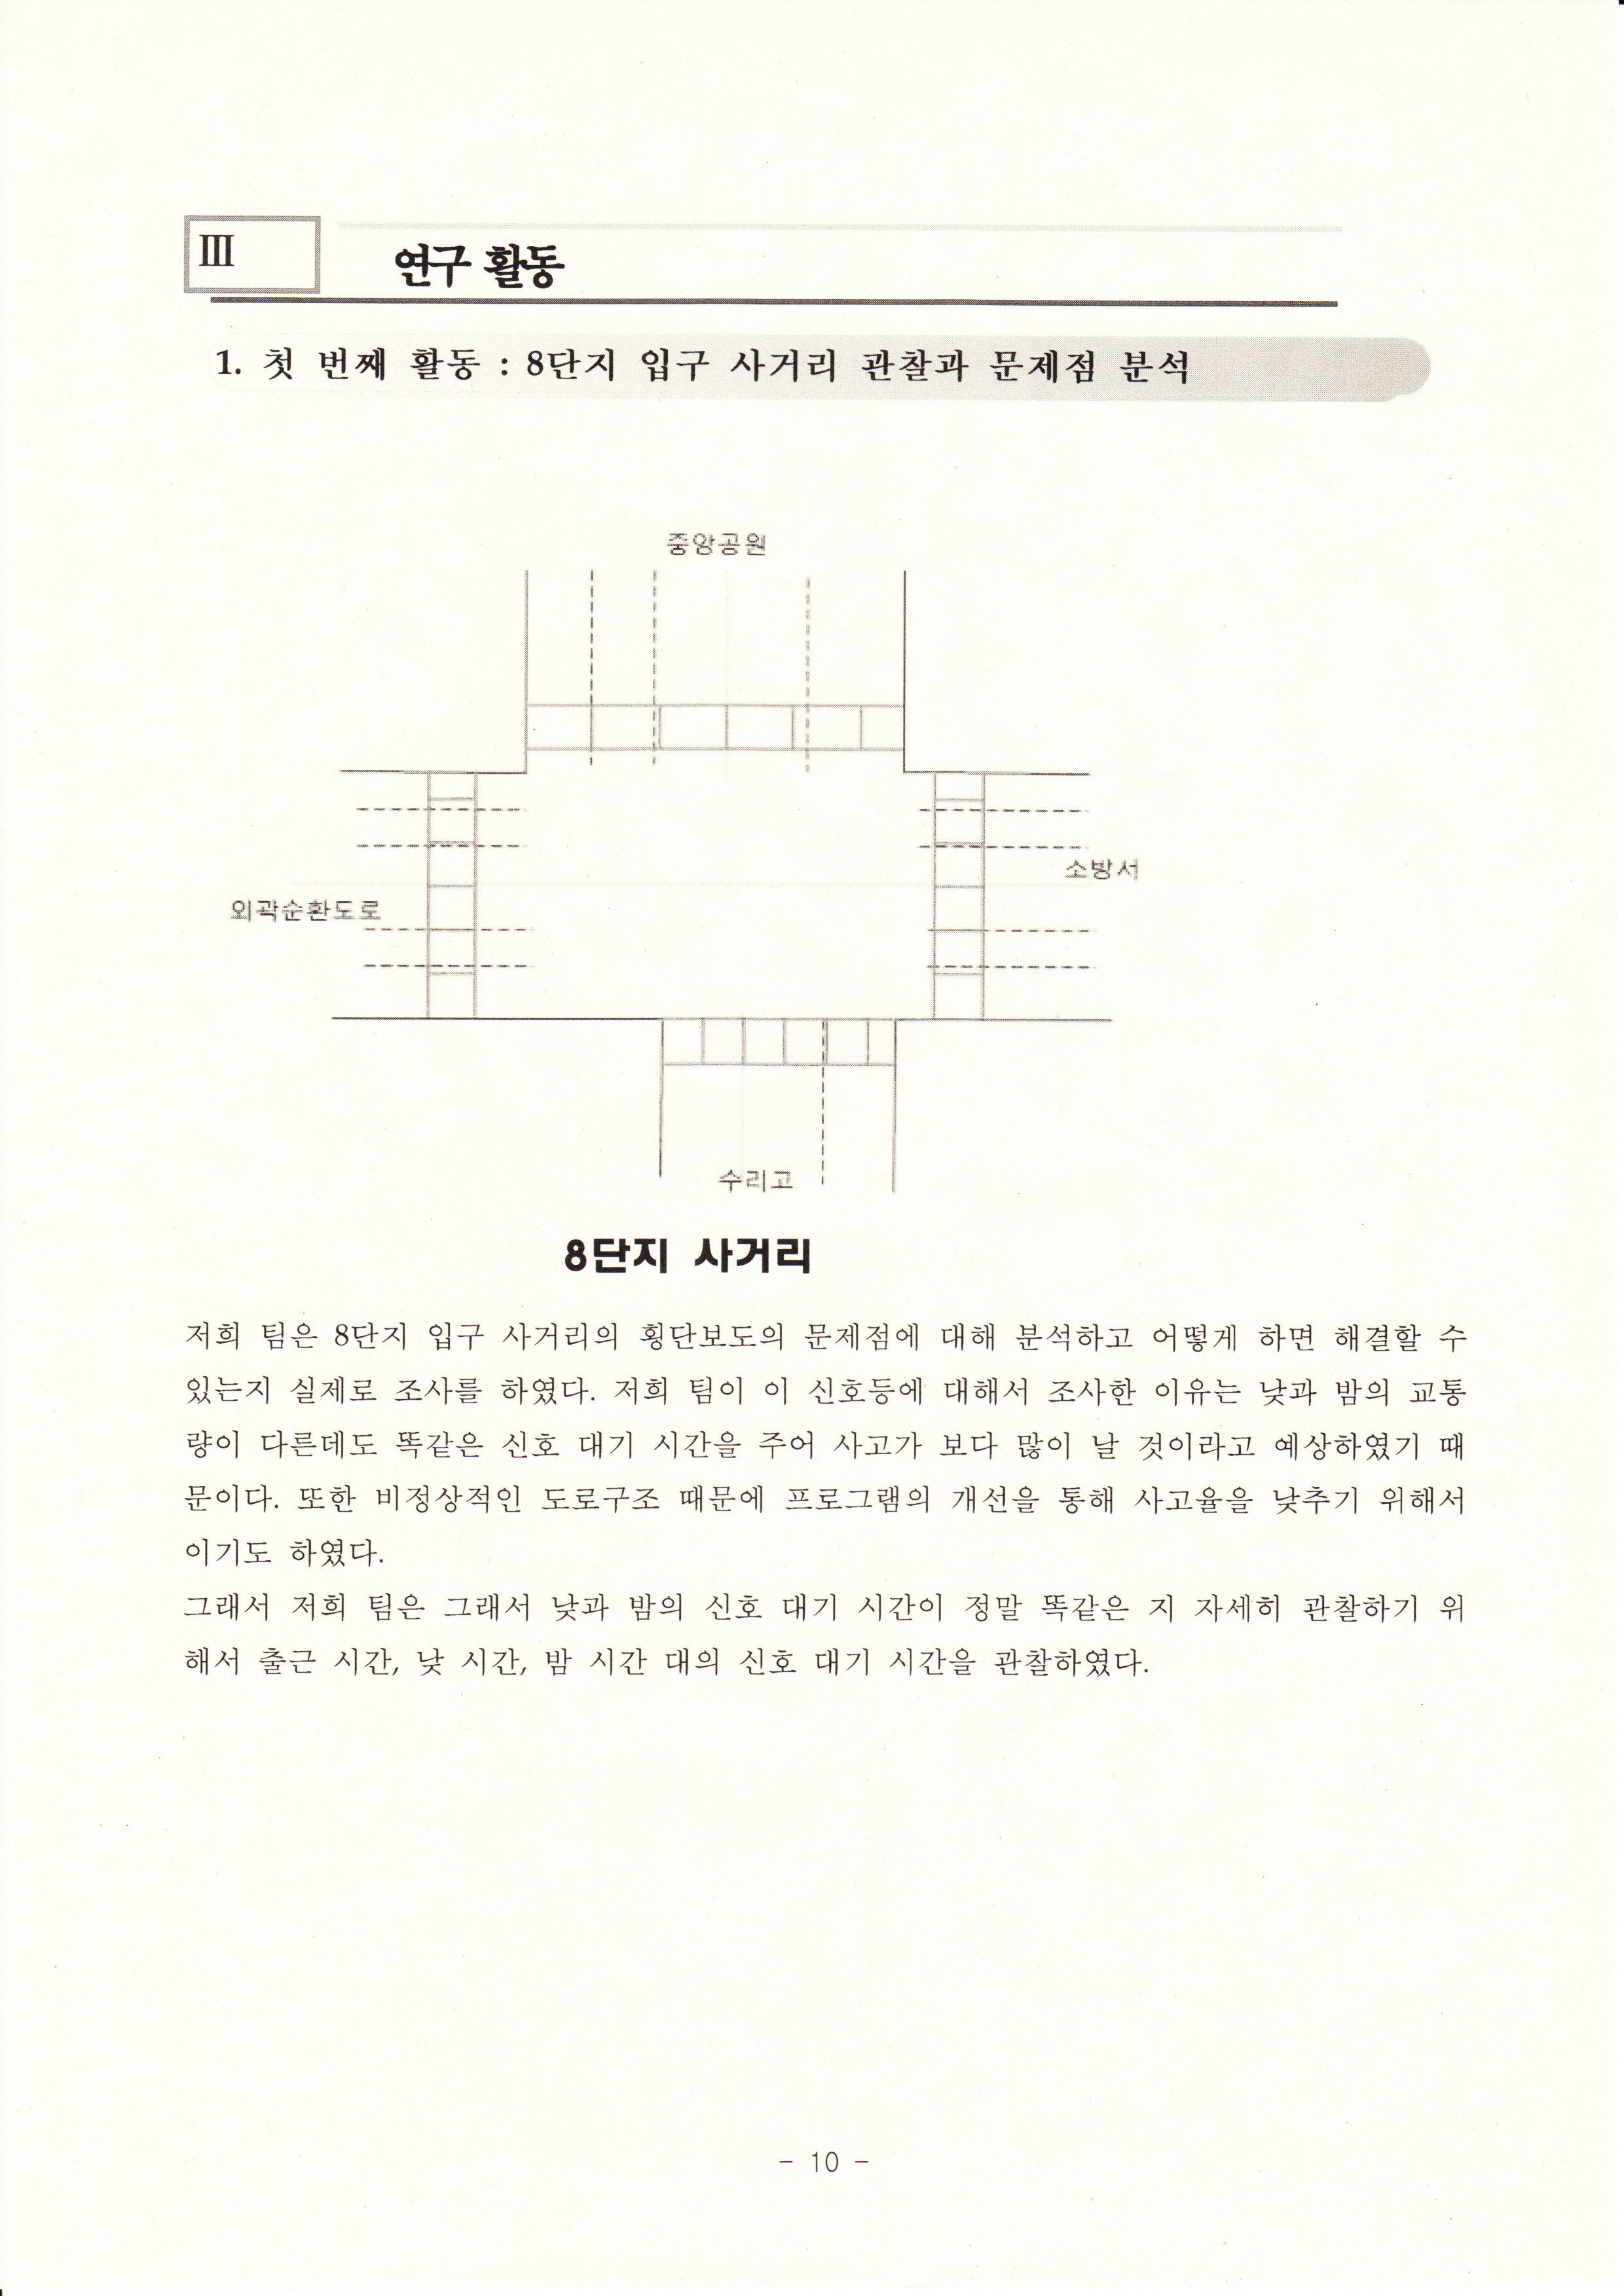 Ⅲ
연구 활동
1. 첫 번째 활동 : 8단지 입구 사거리 관찰과 문제점 분석
중앙공원
소방서
외곽순환도로
수리고
8단지 사거리
저희 팀은 8단지 입구 사거리의 횡단보도의 문제점에 대해 분석하고 어떻게 하면 해결할 수
있는지 실제로 조사를 하였다. 저희 팀이 이 신호등에 대해서 조사한 이유는 낮과 밤의 교통
량이 다른데도 똑같은 신호 대기 시간을 주어 사고가 보다 많이 날 것이라고 예상하였기 때
문이다. 또한 비정상적인 도로구조 때문에 프로그램의 개선을 통해 사고율을 낮추기 위해서
이기도 하였다.
그래서 저희 팀은 그래서 낮과 밤의 신호 대기 시간이 정말 똑같은 지 자세히 관찰하기 위
해서 출근 시간, 낮 시간, 밤 시간 대의 신호 대기 시간을 관찰하였다.
- 10 -